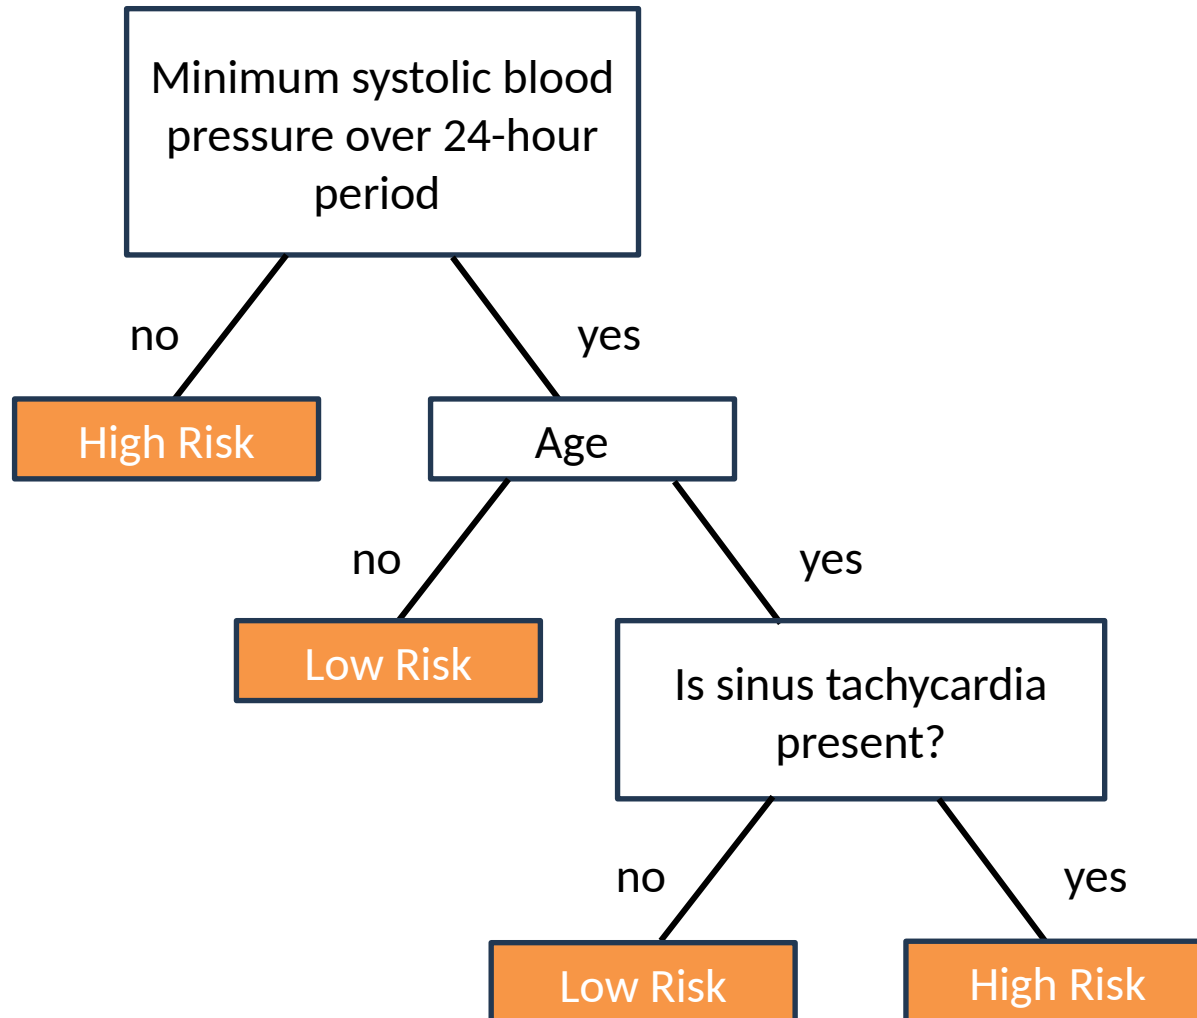 Minimum systolic blood
pressure over 24-hour
period
no
yes
High Risk
Age
no
yes
Low Risk
Is sinus tachycardia
present?
no
yes
Low Risk
High Risk